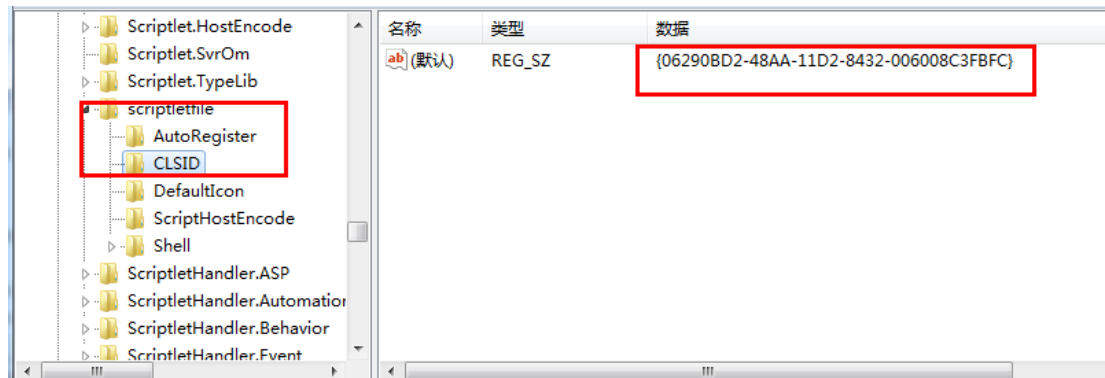 Scriptlet.HostEncode
Scriptlet.SvrOm
Scriptlet.TypeLib
scriptletfile
AutoRegister
CLSID
DefaultIcon
ScriptHostEncode
Shell
ScriptletHandler.ASP
ScriptletHandler.Automation
ScriptletHandler.Behavior
ScriptletHandler.Event
名称 类型 数据
ab (默认) REG_SZ {06290BD2-48AA-11D2-8432-006008C3FBFC}